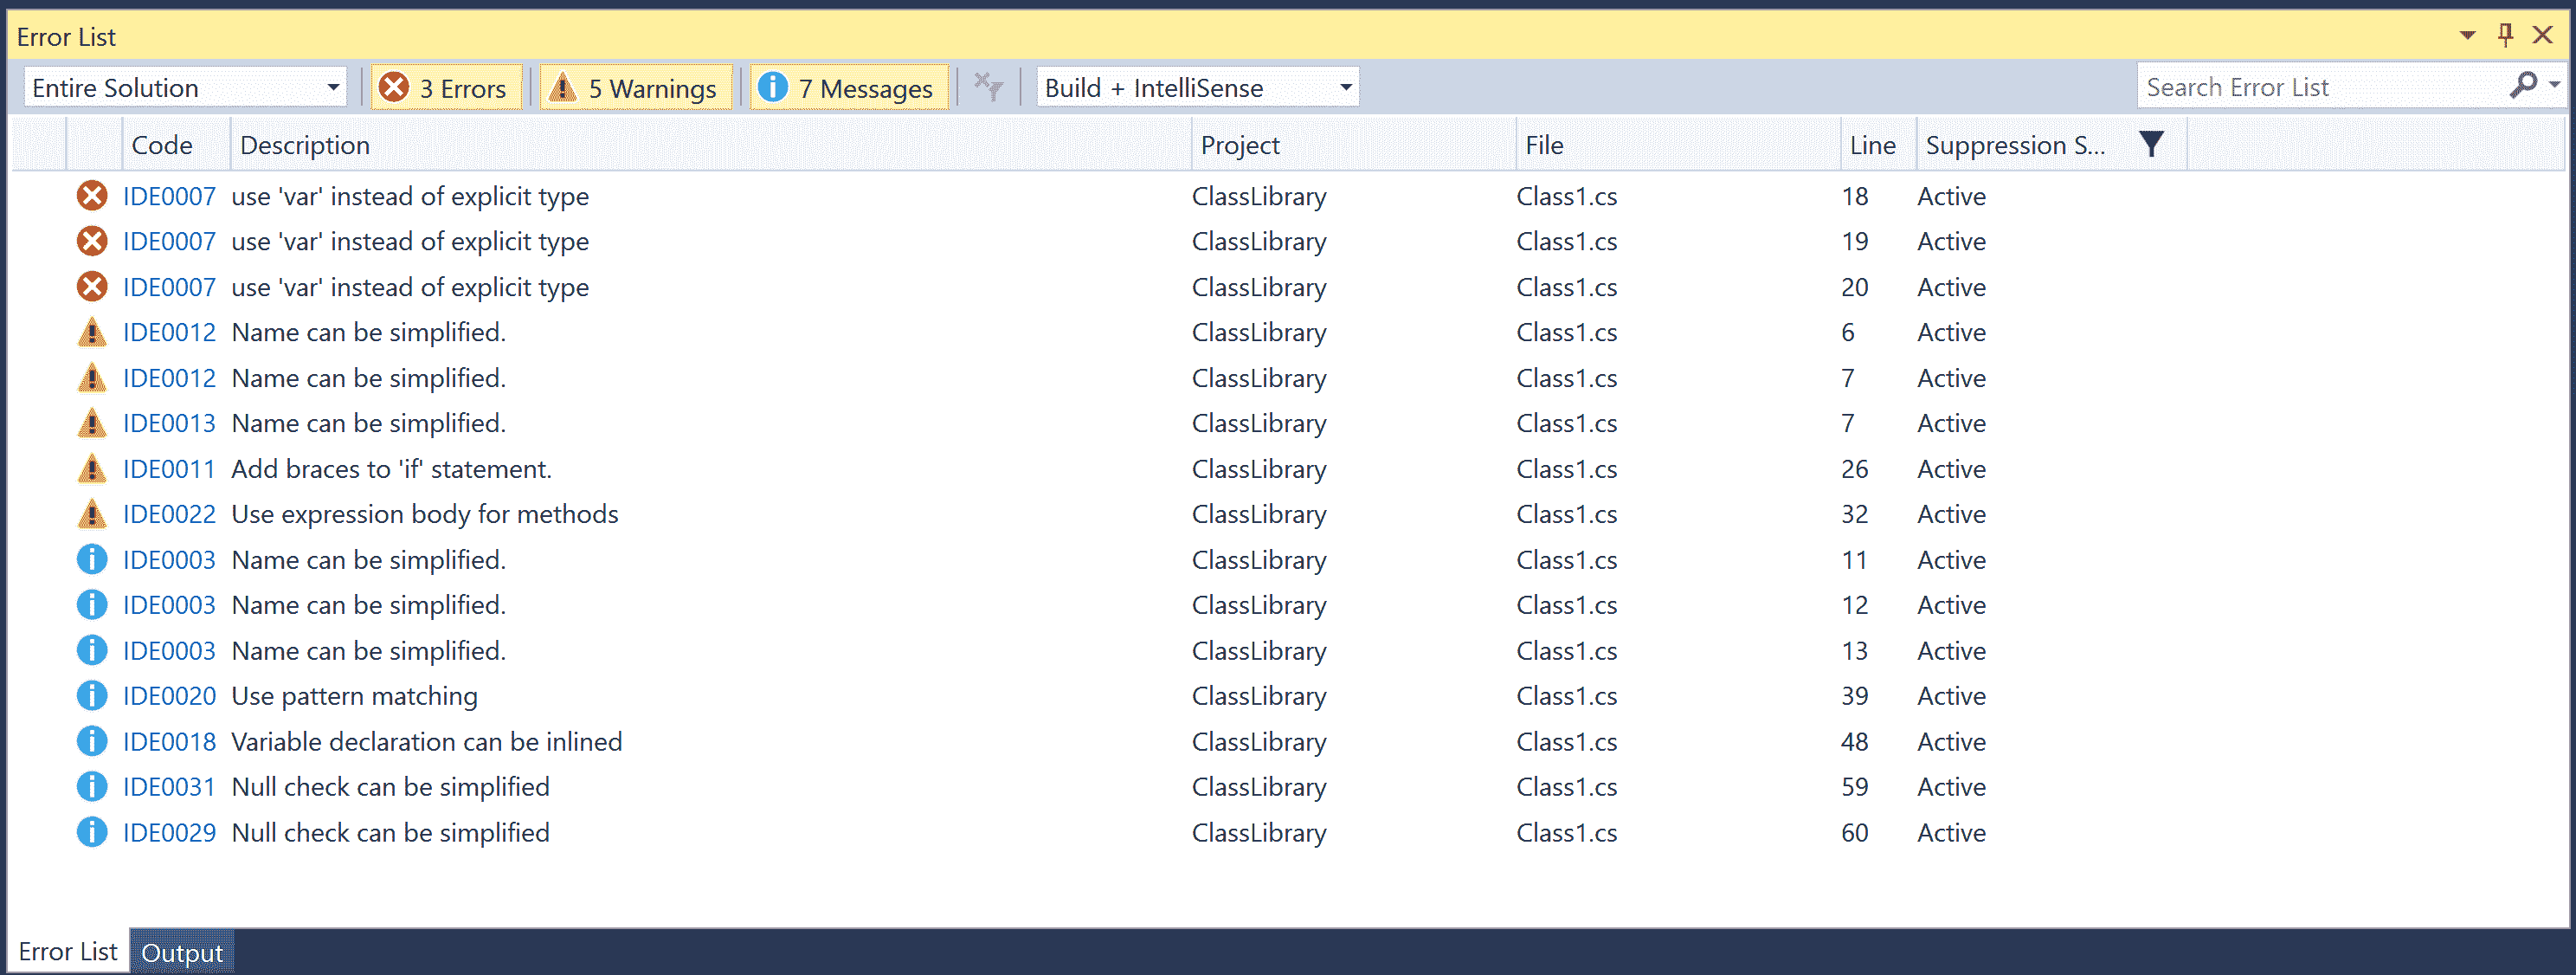 Error List
Entire Solution 3 Errors 5 Warnings 7 Messages Build + IntelliSense Search Error List
Code Description Project File Line Suppression S...
IDE0007 use 'var' instead of explicit type ClassLibrary Class1.cs 18 Active
IDE0007 use 'var' instead of explicit type ClassLibrary Class1.cs 19 Active
IDE0007 use 'var' instead of explicit type ClassLibrary Class1.cs 20 Active
IDE0012 Name can be simplified. ClassLibrary Class1.cs 6 Active
IDE0012 Name can be simplified. ClassLibrary Class1.cs 7 Active
IDE0013 Name can be simplified. ClassLibrary Class1.cs 7 Active
IDE0011 Add braces to 'if' statement. ClassLibrary Class1.cs 26 Active
IDE0022 Use expression body for methods ClassLibrary Class1.cs 32 Active
IDE0003 Name can be simplified. ClassLibrary Class1.cs 11 Active
IDE0003 Name can be simplified. ClassLibrary Class1.cs 12 Active
IDE0003 Name can be simplified. ClassLibrary Class1.cs 13 Active
IDE0020 Use pattern matching ClassLibrary Class1.cs 39 Active
IDE0018 Variable declaration can be inlined ClassLibrary Class1.cs 48 Active
IDE0031 Null check can be simplified ClassLibrary Class1.cs 59 Active
IDE0029 Null check can be simplified ClassLibrary Class1.cs 60 Active
Error List Output